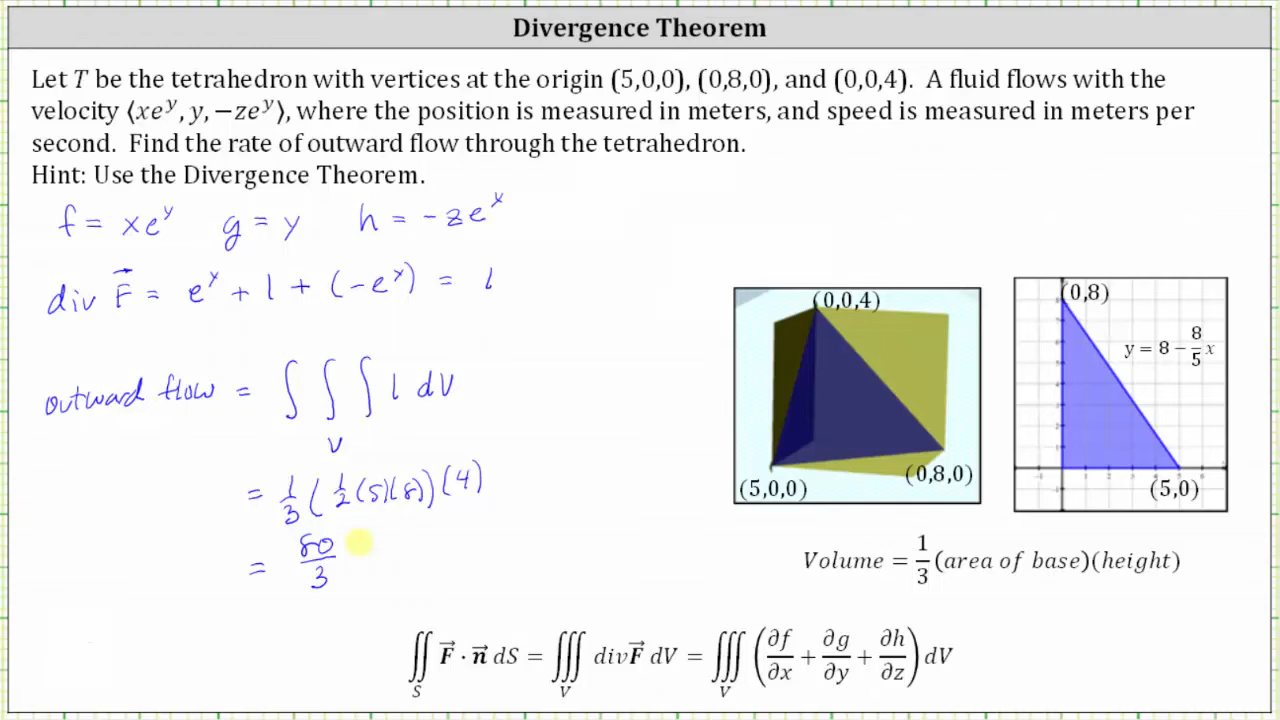 Divergence Theorem
Let T be the tetrahedron with vertices at the origin (5,0,0), (0,8,0), and (0,0,4). A fluid flows with the
velocity ⟨xe^y, y, −ze^y⟩, where the position is measured in meters, and speed is measured in meters per
second. Find the rate of outward flow through the tetrahedron.
Hint: Use the Divergence Theorem.
f = xe^y g = y h = -ze^x
div F⃗ = e^x + 1 + (-e^x) = 1
outward flow = ∫∫∫_V 1 dV
= 1/3 (1/2 (5)(8)) (4)
= 80/3
(0,0,4)
(5,0,0)
(0,8,0)
(0,8)
y = 8 − 8/5 x
(5,0)
Volume = 1/3 (area of base)(height)
∬_S F⃗ · n⃗ dS = ∭_V divF⃗ dV = ∭_V (∂f/∂x + ∂g/∂y + ∂h/∂z) dV